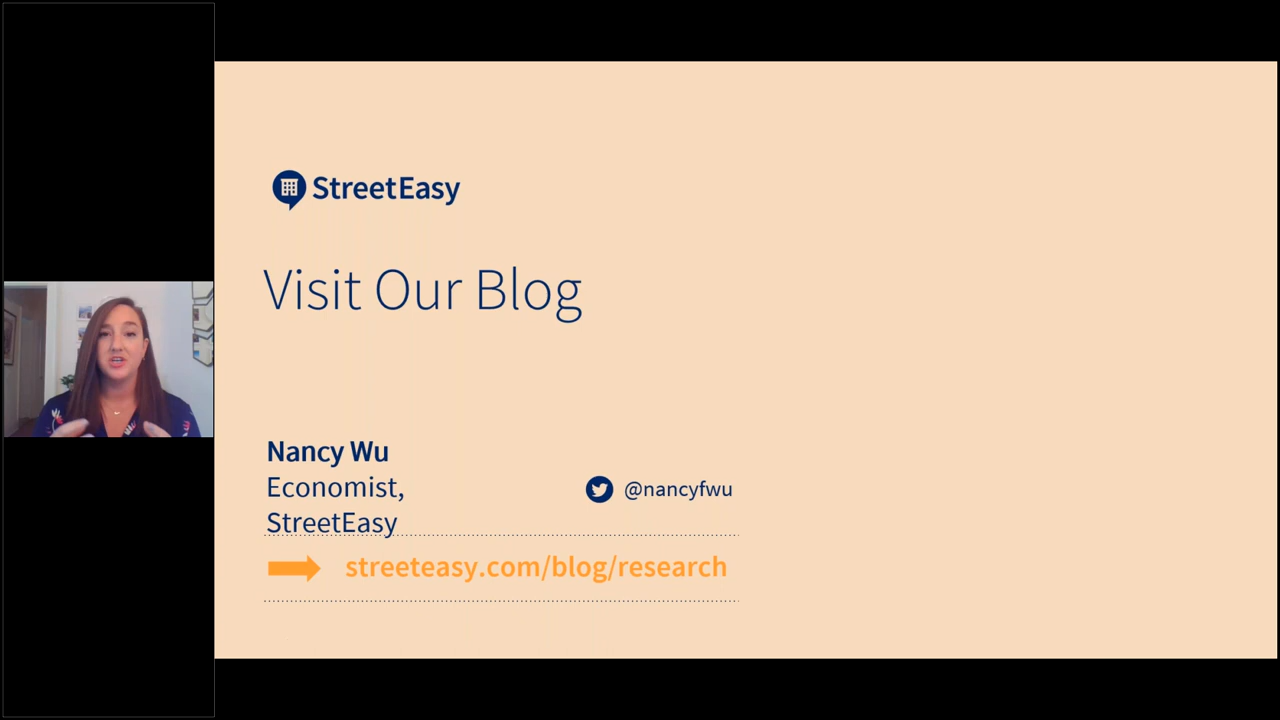 StreetEasy
Visit Our Blog
Nancy Wu
Economist,
StreetEasy
@nancyfwu
streeteasy.com/blog/research